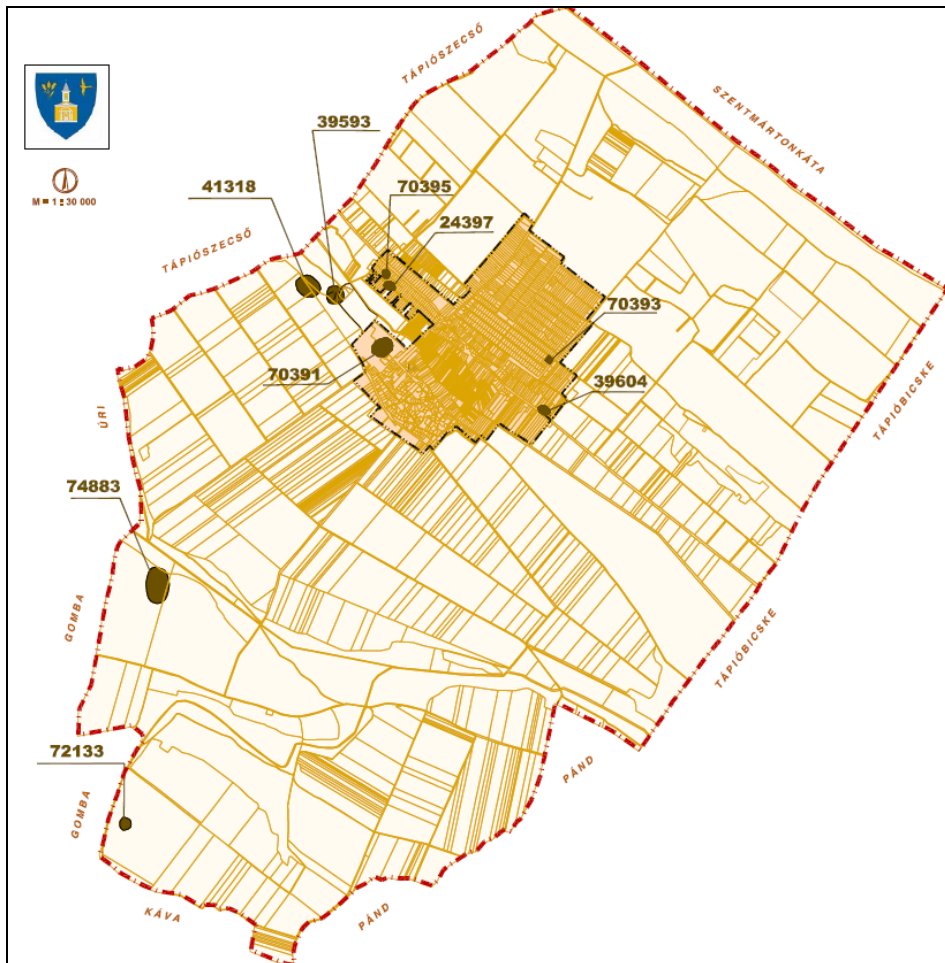 TÁPIÓSZECSŐ
SZENTMÁRTONKÁTA
39593
70395
41318
24397
M = 1 : 30 000
TÁPIÓSZECSŐ
70393
70391
39604
TÁPIÓBICSKE
ÚRI
74883
GOMBA
TÁPIÓBICSKE
72133
PÁND
GOMBA
KÁVA
PÁND